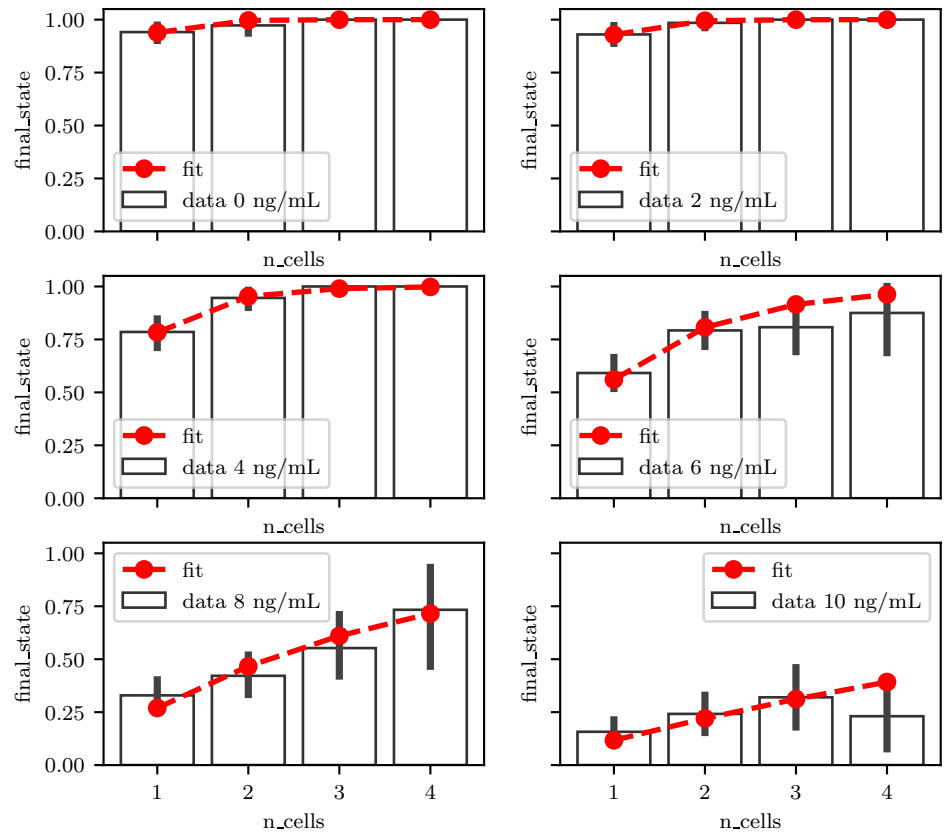 1.00
0.75
0.50
0.25
0.00
final_state
fit
data 0 ng/mL
n_cells
final_state
fit
data 2 ng/mL
n_cells
1.00
0.75
0.50
0.25
0.00
final_state
fit
data 4 ng/mL
n_cells
final_state
fit
data 6 ng/mL
n_cells
1.00
0.75
0.50
0.25
0.00
final_state
fit
data 8 ng/mL
1 2 3 4
n_cells
final_state
fit
data 10 ng/mL
1 2 3 4
n_cells